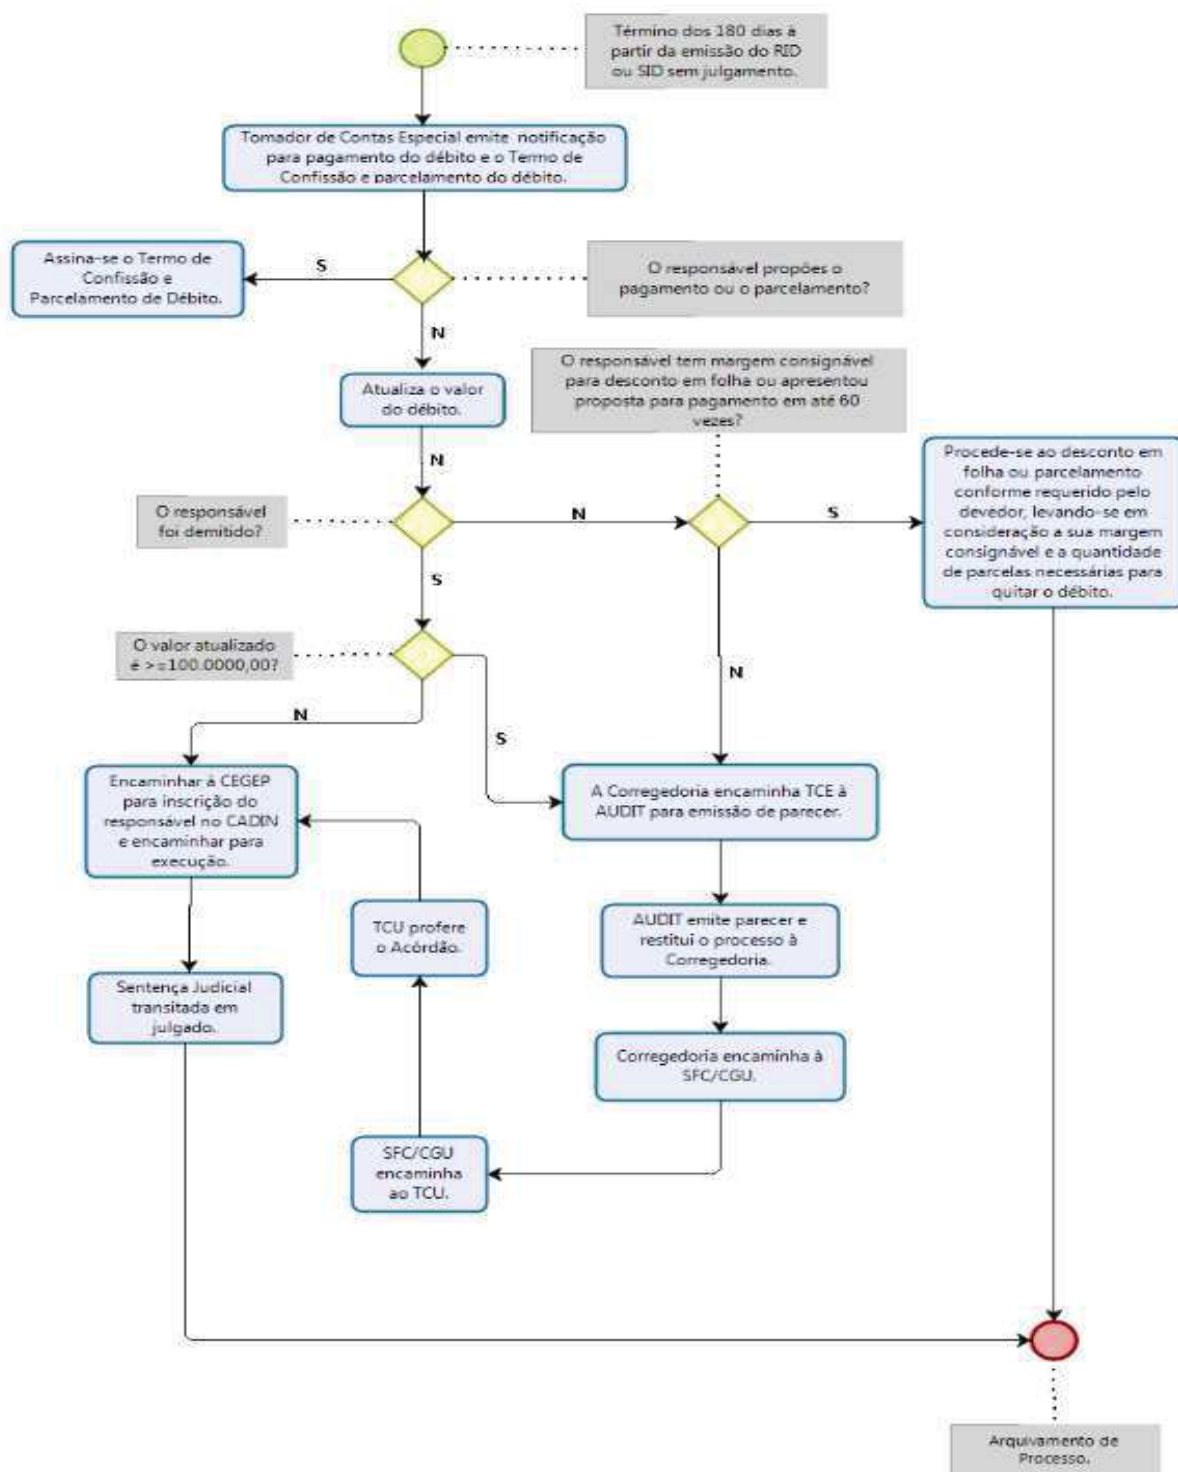 Término dos 180 dias à
partir da emissão do RID
ou SID sem julgamento.
Tomador de Contas Especial emite notificação
para pagamento do débito e o Termo de
Confissão e parcelamento do débito.
Assina-se o Termo de
Confissão e
Parcelamento de Débito.
S
O responsável propões o
pagamento ou o parcelamento?
N
O responsável tem margem consignável
para desconto em folha ou apresentou
proposta para pagamento em até 60
vezes?
Atualiza o valor
do débito.
N
Procede-se ao desconto em
folha ou parcelamento
conforme requerido pelo
devedor, levando-se em
consideração a sua margem
consignável e a quantidade
de parcelas necessárias para
quitar o débito.
O responsável
foi demitido?
N
S
S
O valor atualizado
é >=100.0000,00?
N
N
S
Encaminhar à CEGEP
para inscrição do
responsável no CADIN
e encaminhar para
execução.
A Corregedoria encaminha TCE à
AUDIT para emissão de parecer.
TCU profere
o Acórdão.
AUDIT emite parecer e
restitui o processo à
Corregedoria.
Sentença Judicial
transitada em
julgado.
Corregedoria encaminha à
SFC/CGU.
SFC/CGU
encaminha
ao TCU.
Arquivamento de
Processo.